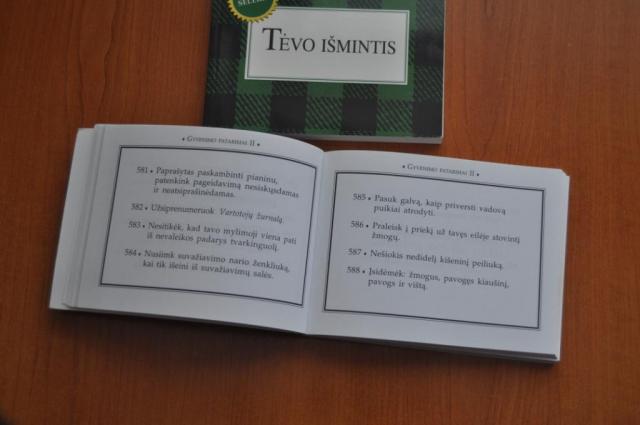 TĖVO IŠMINTIS
• GYVENIMO PATARIMAI II •
581 • Paprašytas paskambinti pianinu,
patenkink pageidavimą nesiskųsdamas
ir neatsiprašinėdamas.
582 • Užsiprenumeruok Vartotojų žurnalą.
583 • Nesitikėk, kad tavo mylimoji viena pati
iš nevaleikos padarys tvarkinguolį.
584 • Nusiimk suvažiavimo nario ženkliuką,
kai tik išeini iš suvažiavimų salės.
• GYVENIMO PATARIMAI II •
585 • Pasuk galvą, kaip priversti vadovą
puikiai atrodyti.
586 • Praleisk į priekį už tavęs eilėje stovintį
žmogų.
587 • Nešiokis nedidelį kišeninį peiliuką.
588 • Įsidėmėk: žmogus, pavogęs kiaušinį,
pavogs ir vištą.